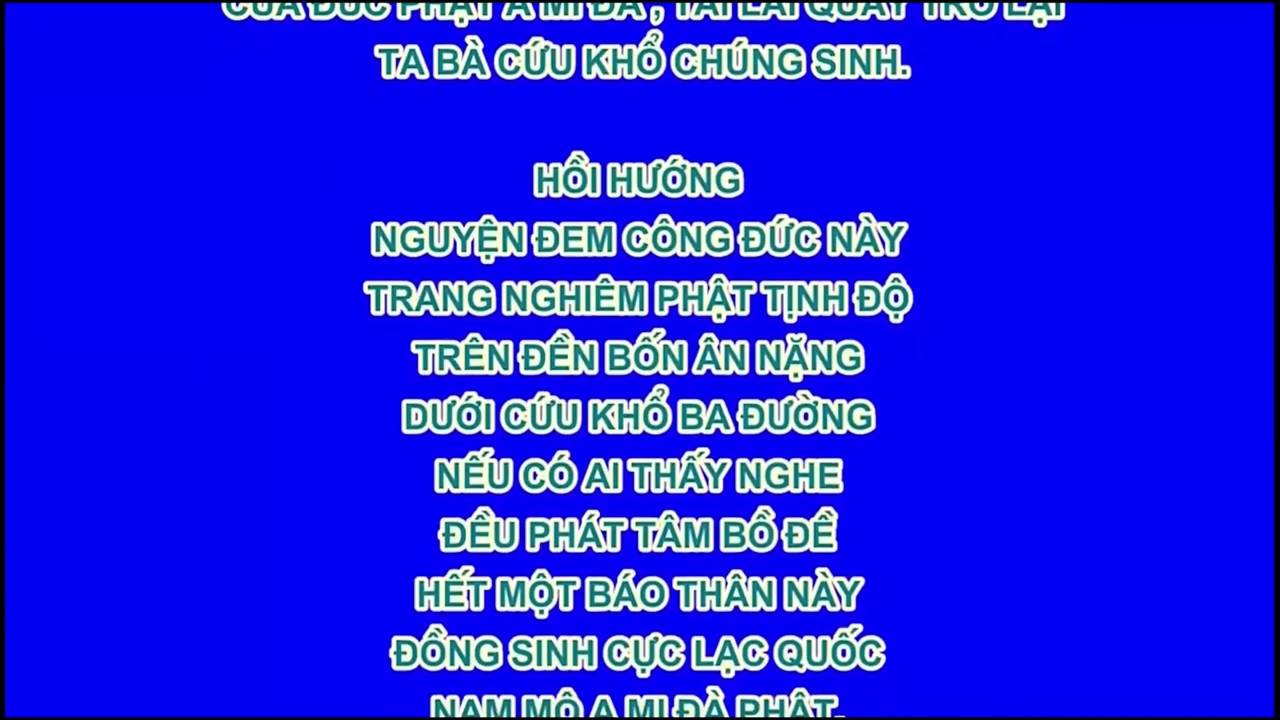 CỦA ĐỨC PHẬT A MI ĐÀ , TÁI LAI QUAY TRỞ LẠI
TA BÀ CỨU KHỔ CHÚNG SINH.
HỒI HƯỚNG
NGUYỆN ĐEM CÔNG ĐỨC NÀY
TRANG NGHIÊM PHẬT TỊNH ĐỘ
TRÊN ĐỀN BỐN ÂN NẶNG
DƯỚI CỨU KHỔ BA ĐƯỜNG
NẾU CÓ AI THẤY NGHE
ĐỀU PHÁT TÂM BỒ ĐỀ
HẾT MỘT BÁO THÂN NÀY
ĐỒNG SINH CỰC LẠC QUỐC
NAM MÔ A MI ĐÀ PHẬT.